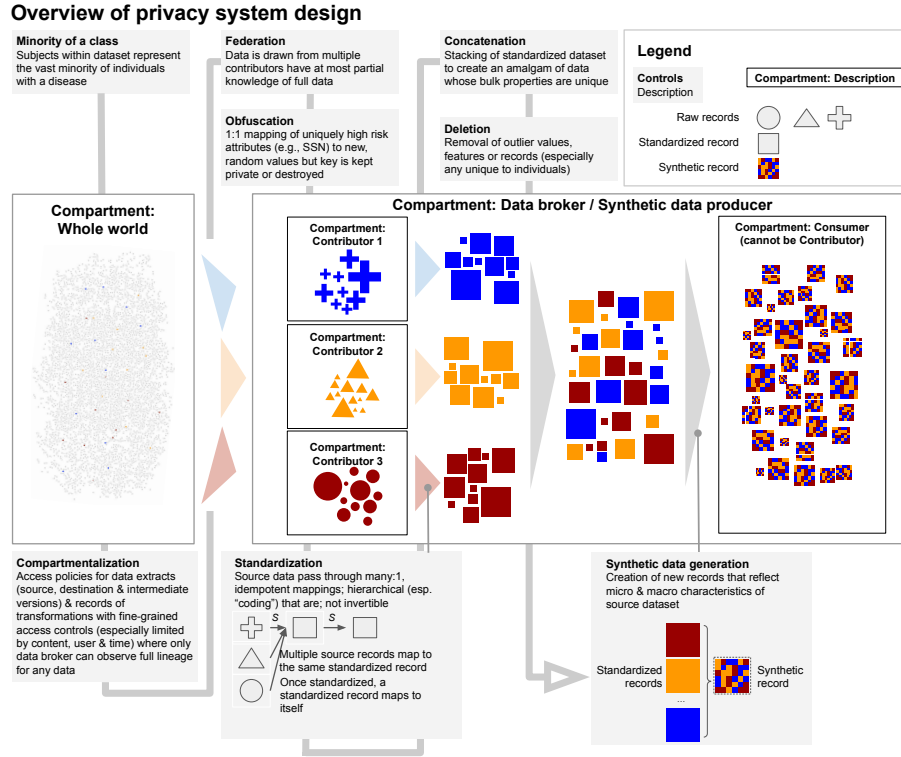 Overview of privacy system design
Minority of a class
Subjects within dataset represent
the vast minority of individuals
with a disease
Federation
Data is drawn from multiple
contributors have at most partial
knowledge of full data
Obfuscation
1:1 mapping of uniquely high risk
attributes (e.g., SSN) to new,
random values but key is kept
private or destroyed
Concatenation
Stacking of standardized dataset
to create an amalgam of data
whose bulk properties are unique
Deletion
Removal of outlier values,
features or records (especially
any unique to individuals)
Legend
Controls
Description
Compartment: Description
Raw records
Standardized record
Synthetic record
Compartment:
Whole world
Compartment: Data broker / Synthetic data producer
Compartment:
Contributor 1
Compartment:
Contributor 2
Compartment:
Contributor 3
Compartment: Consumer
(cannot be Contributor)
Compartmentalization
Access policies for data extracts
(source, destination & intermediate
versions) & records of
transformations with fine-grained
access controls (especially limited
by content, user & time) where only
data broker can observe full lineage
for any data
Standardization
Source data pass through many:1,
idempotent mappings; hierarchical (esp.
“coding”) that are; not invertible
S
S
Multiple source records map to
the same standardized record
Once standardized, a
standardized record maps to
itself
Synthetic data generation
Creation of new records that reflect
micro & macro characteristics of
source dataset
Standardized
records
...
Synthetic
record